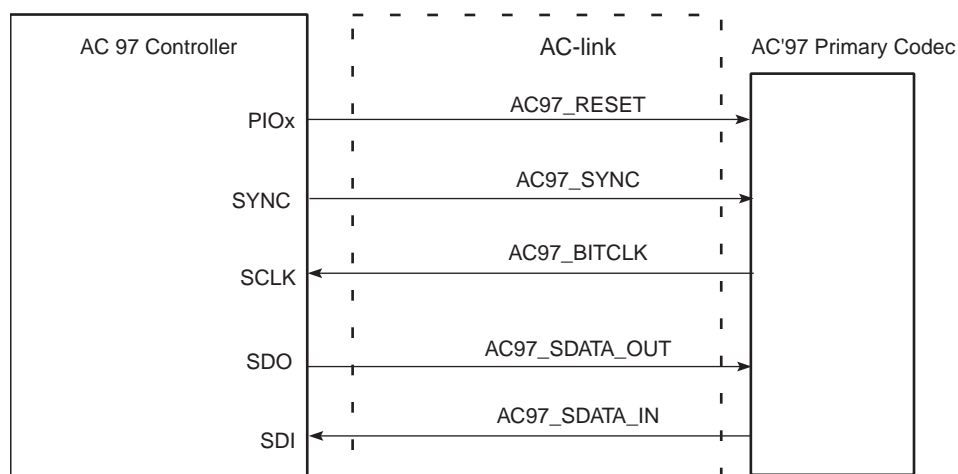 AC 97 Controller
AC-link
AC'97 Primary Codec
PIOx
AC97_RESET
SYNC
AC97_SYNC
SCLK
AC97_BITCLK
SDO
AC97_SDATA_OUT
SDI
AC97_SDATA_IN